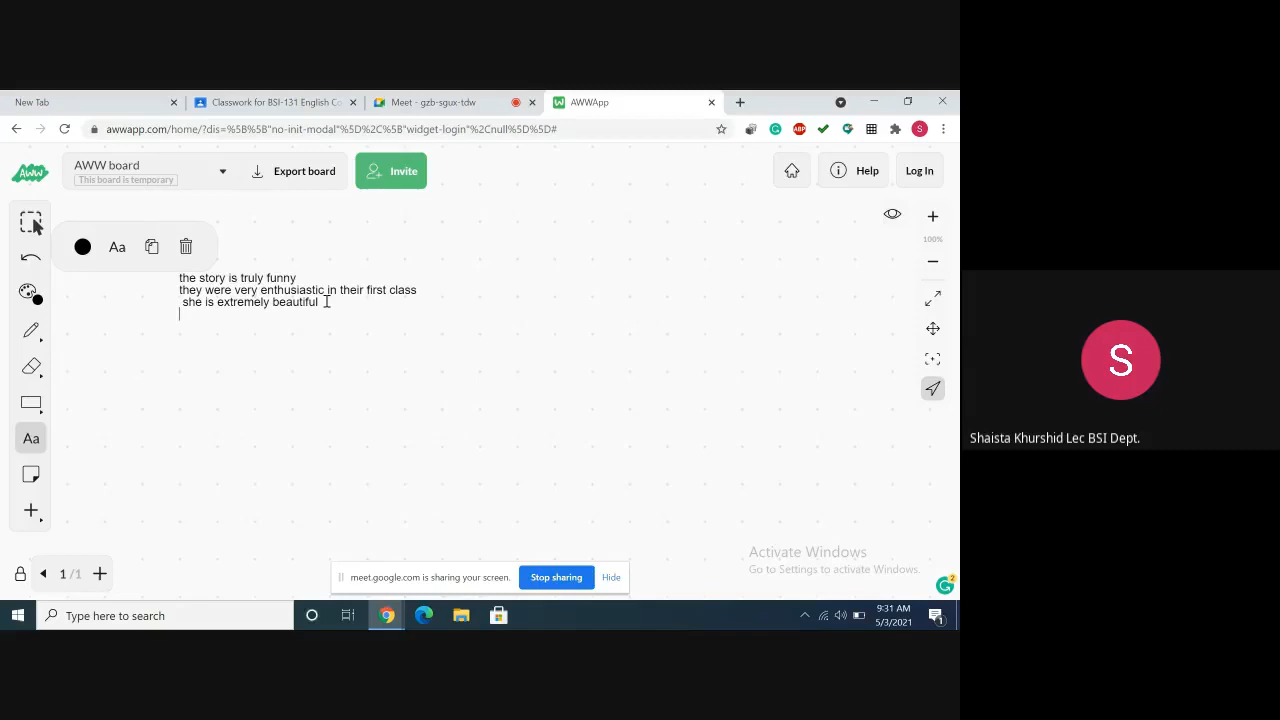 New Tab
Classwork for BSI-131 English Co
Meet - gzb-sgux-tdw
AWWApp
awwapp.com/home/?dis=%5B%5B"no-init-modal"%5D%2C%5B"widget-login"%2Cnull%5D%5D#
AWW
AWW board
This board is temporary
Export board
Invite
Help
Log In
100%
Aa
the story is truly funny
they were very enthusiastic in their first class
she is extremely beautiful
Aa
S
Shaista Khurshid Lec BSI Dept.
1 /1
Activate Windows
Go to Settings to activate Windows.
meet.google.com is sharing your screen.
Stop sharing
Hide
Type here to search
9:31 AM
5/3/2021